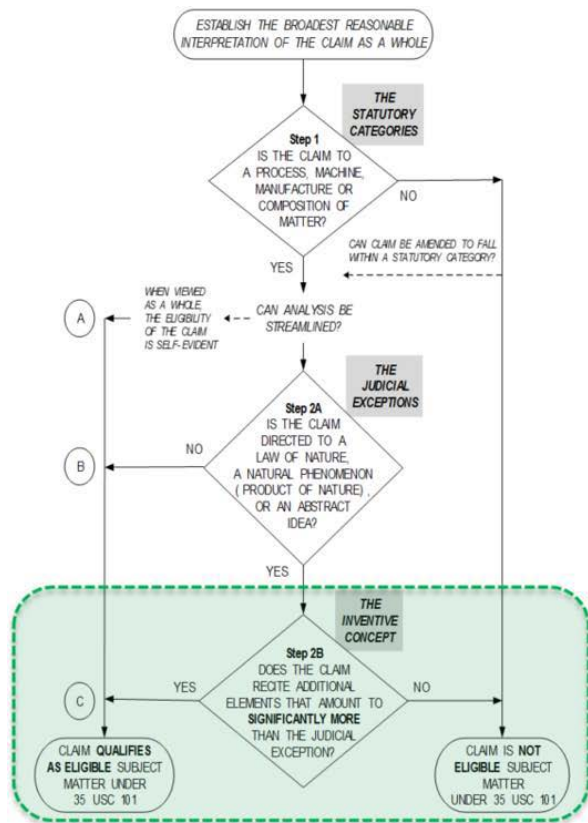 ESTABLISH THE BROADEST REASONABLE
INTERPRETATION OF THE CLAIM AS A WHOLE
THE
STATUTORY
CATEGORIES
Step 1
IS THE CLAIM TO
A PROCESS, MACHINE,
MANUFACTURE OR
COMPOSITION OF
MATTER?
NO
YES
CAN CLAIM BE AMENDED TO FALL
WITHIN A STATUTORY CATEGORY?
A
WHEN VIEWED
AS A WHOLE,
THE ELIGIBILITY
OF THE CLAIM
IS SELF-EVIDENT
CAN ANALYSIS BE
STREAMLINED?
THE
JUDICIAL
EXCEPTIONS
Step 2A
IS THE CLAIM
DIRECTED TO A
LAW OF NATURE,
A NATURAL PHENOMENON
( PRODUCT OF NATURE) ,
OR AN ABSTRACT
IDEA?
NO
B
YES
THE
INVENTIVE
CONCEPT
Step 2B
DOES THE CLAIM
RECITE ADDITIONAL
ELEMENTS THAT AMOUNT TO
SIGNIFICANTLY MORE
THAN THE JUDICIAL
EXCEPTION?
C
YES
NO
CLAIM QUALIFIES
AS ELIGIBLE SUBJECT
MATTER UNDER
35 USC 101
CLAIM IS NOT
ELIGIBLE SUBJECT
MATTER
UNDER 35 USC 101